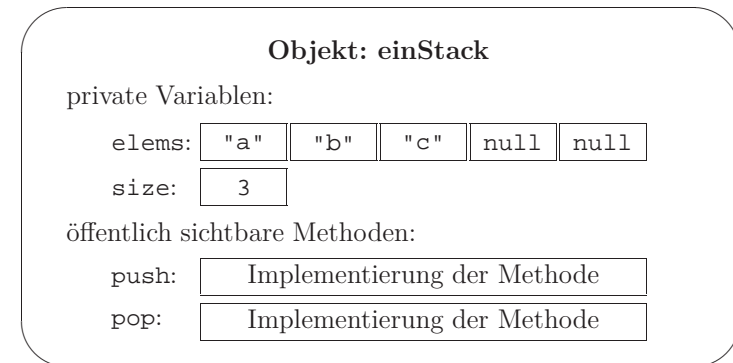 Objekt: einStack
private Variablen:
elems: "a" "b" "c" null null
size: 3
öffentlich sichtbare Methoden:
push: Implementierung der Methode
pop: Implementierung der Methode